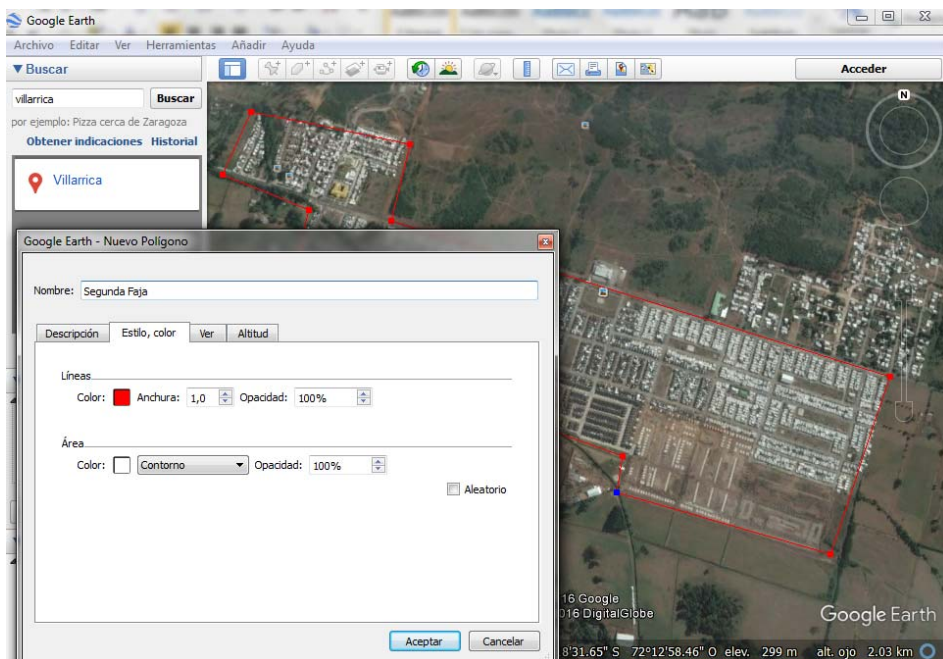 Google Earth
Archivo Editar Ver Herramientas Añadir Ayuda
Buscar
Acceder
villarrica
Buscar
por ejemplo: Pizza cerca de Zaragoza
Obtener indicaciones Historial
Villarrica
N
Google Earth - Nuevo Polígono
Nombre: Segunda Faja
Descripción Estilo, color Ver Altitud
Líneas
Color: Anchura: 1,0 Opacidad: 100%
Área
Color: Contorno Opacidad: 100%
Aleatorio
Aceptar Cancelar
16 Google
016 DigitalGlobe
Google Earth
8'31.65" S 72°12'58.46" O elev. 299 m alt. ojo 2.03 km